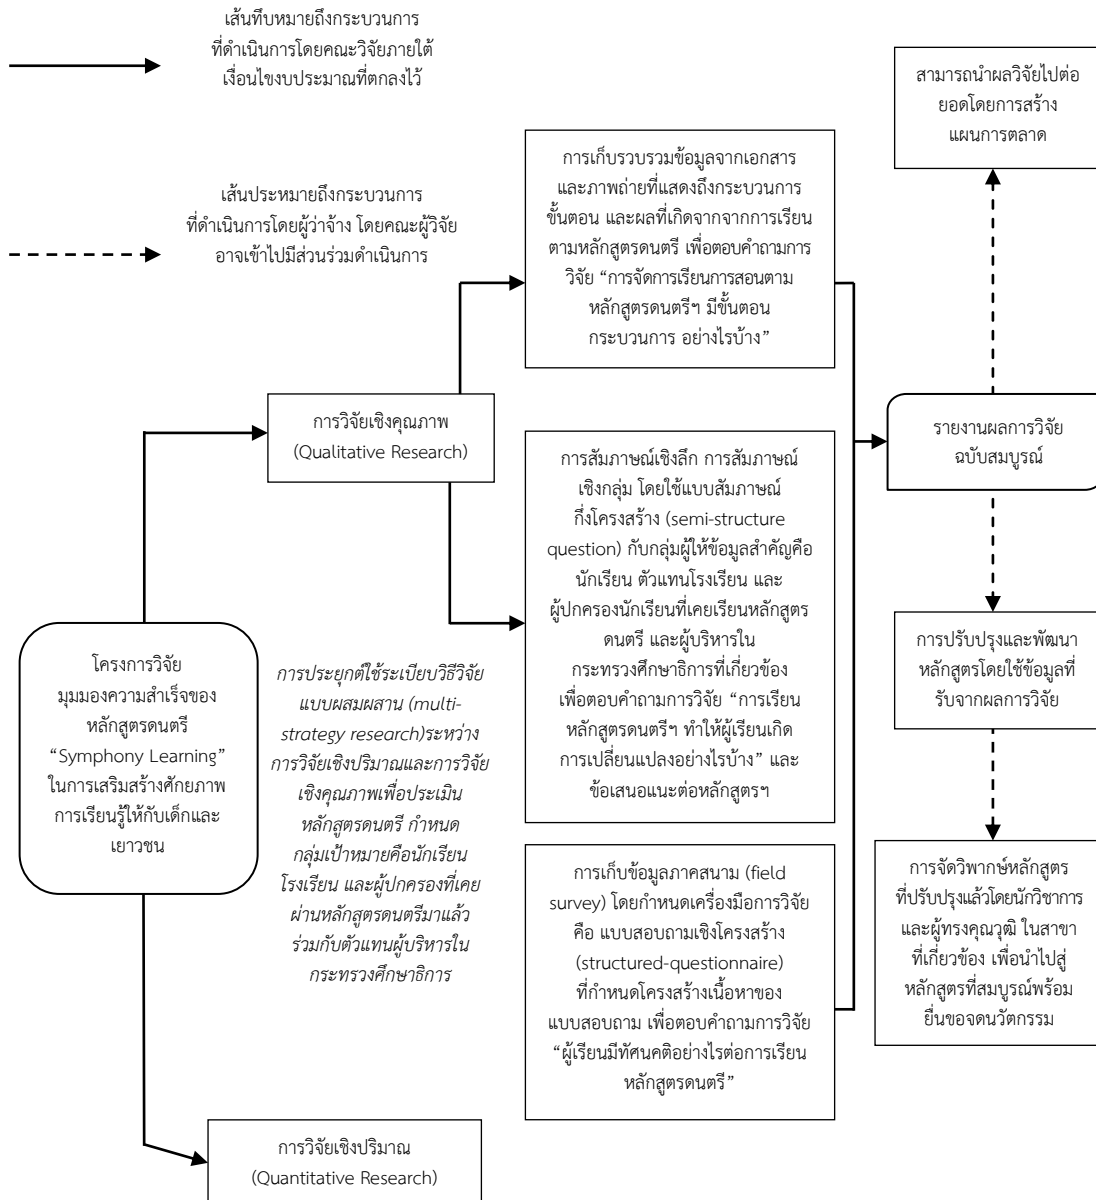 เส้นทึบหมายถึงกระบวนการ
ที่ดำเนินการโดยคณะวิจัยภายใต้
เงื่อนไขงบประมาณที่ตกลงไว้
เส้นประหมายถึงกระบวนการ
ที่ดำเนินการโดยผู้ว่าจ้าง โดยคณะผู้วิจัย
อาจเข้าไปมีส่วนร่วมดำเนินการ
โครงการวิจัย
มุมมองความสำเร็จของ
หลักสูตรดนตรี
“Symphony Learning”
ในการเสริมสร้างศักยภาพ
การเรียนรู้ให้กับเด็กและ
เยาวชน
การวิจัยเชิงคุณภาพ
(Qualitative Research)
การประยุกต์ใช้ระเบียบวิธีวิจัย
แบบผสมผสาน (multi-
strategy research)ระหว่าง
การวิจัยเชิงปริมาณและการวิจัย
เชิงคุณภาพเพื่อประเมิน
หลักสูตรดนตรี กำหนด
กลุ่มเป้าหมายคือนักเรียน
โรงเรียน และผู้ปกครองที่เคย
ผ่านหลักสูตรดนตรีมาแล้ว
ร่วมกับตัวแทนผู้บริหารใน
กระทรวงศึกษาธิการ
การวิจัยเชิงปริมาณ
(Quantitative Research)
การเก็บรวบรวมข้อมูลจากเอกสาร
และภาพถ่ายที่แสดงถึงกระบวนการ
ขั้นตอน และผลที่เกิดจากจากการเรียน
ตามหลักสูตรดนตรี เพื่อตอบคำถามการ
วิจัย “การจัดการเรียนการสอนตาม
หลักสูตรดนตรีฯ มีขั้นตอน
กระบวนการ อย่างไรบ้าง”
การสัมภาษณ์เชิงลึก การสัมภาษณ์
เชิงกลุ่ม โดยใช้แบบสัมภาษณ์
กึ่งโครงสร้าง (semi-structure
question) กับกลุ่มผู้ให้ข้อมูลสำคัญคือ
นักเรียน ตัวแทนโรงเรียน และ
ผู้ปกครองนักเรียนที่เคยเรียนหลักสูตร
ดนตรี และผู้บริหารใน
กระทรวงศึกษาธิการที่เกี่ยวข้อง
เพื่อตอบคำถามการวิจัย “การเรียน
หลักสูตรดนตรีฯ ทำให้ผู้เรียนเกิด
การเปลี่ยนแปลงอย่างไรบ้าง” และ
ข้อเสนอแนะต่อหลักสูตรฯ
การเก็บข้อมูลภาคสนาม (field
survey) โดยกำหนดเครื่องมือการวิจัย
คือ แบบสอบถามเชิงโครงสร้าง
(structured-questionnaire)
ที่กำหนดโครงสร้างเนื้อหาของ
แบบสอบถาม เพื่อตอบคำถามการวิจัย
“ผู้เรียนมีทัศนคติอย่างไรต่อการเรียน
หลักสูตรดนตรี”
สามารถนำผลวิจัยไปต่อ
ยอดโดยการสร้าง
แผนการตลาด
รายงานผลการวิจัย
ฉบับสมบูรณ์
การปรับปรุงและพัฒนา
หลักสูตรโดยใช้ข้อมูลที่
รับจากผลการวิจัย
การจัดวิพากษ์หลักสูตร
ที่ปรับปรุงแล้วโดยนักวิชาการ
และผู้ทรงคุณวุฒิ ในสาขา
ที่เกี่ยวข้อง เพื่อนำไปสู่
หลักสูตรที่สมบูรณ์พร้อม
ยื่นขอจดนวัตกรรม